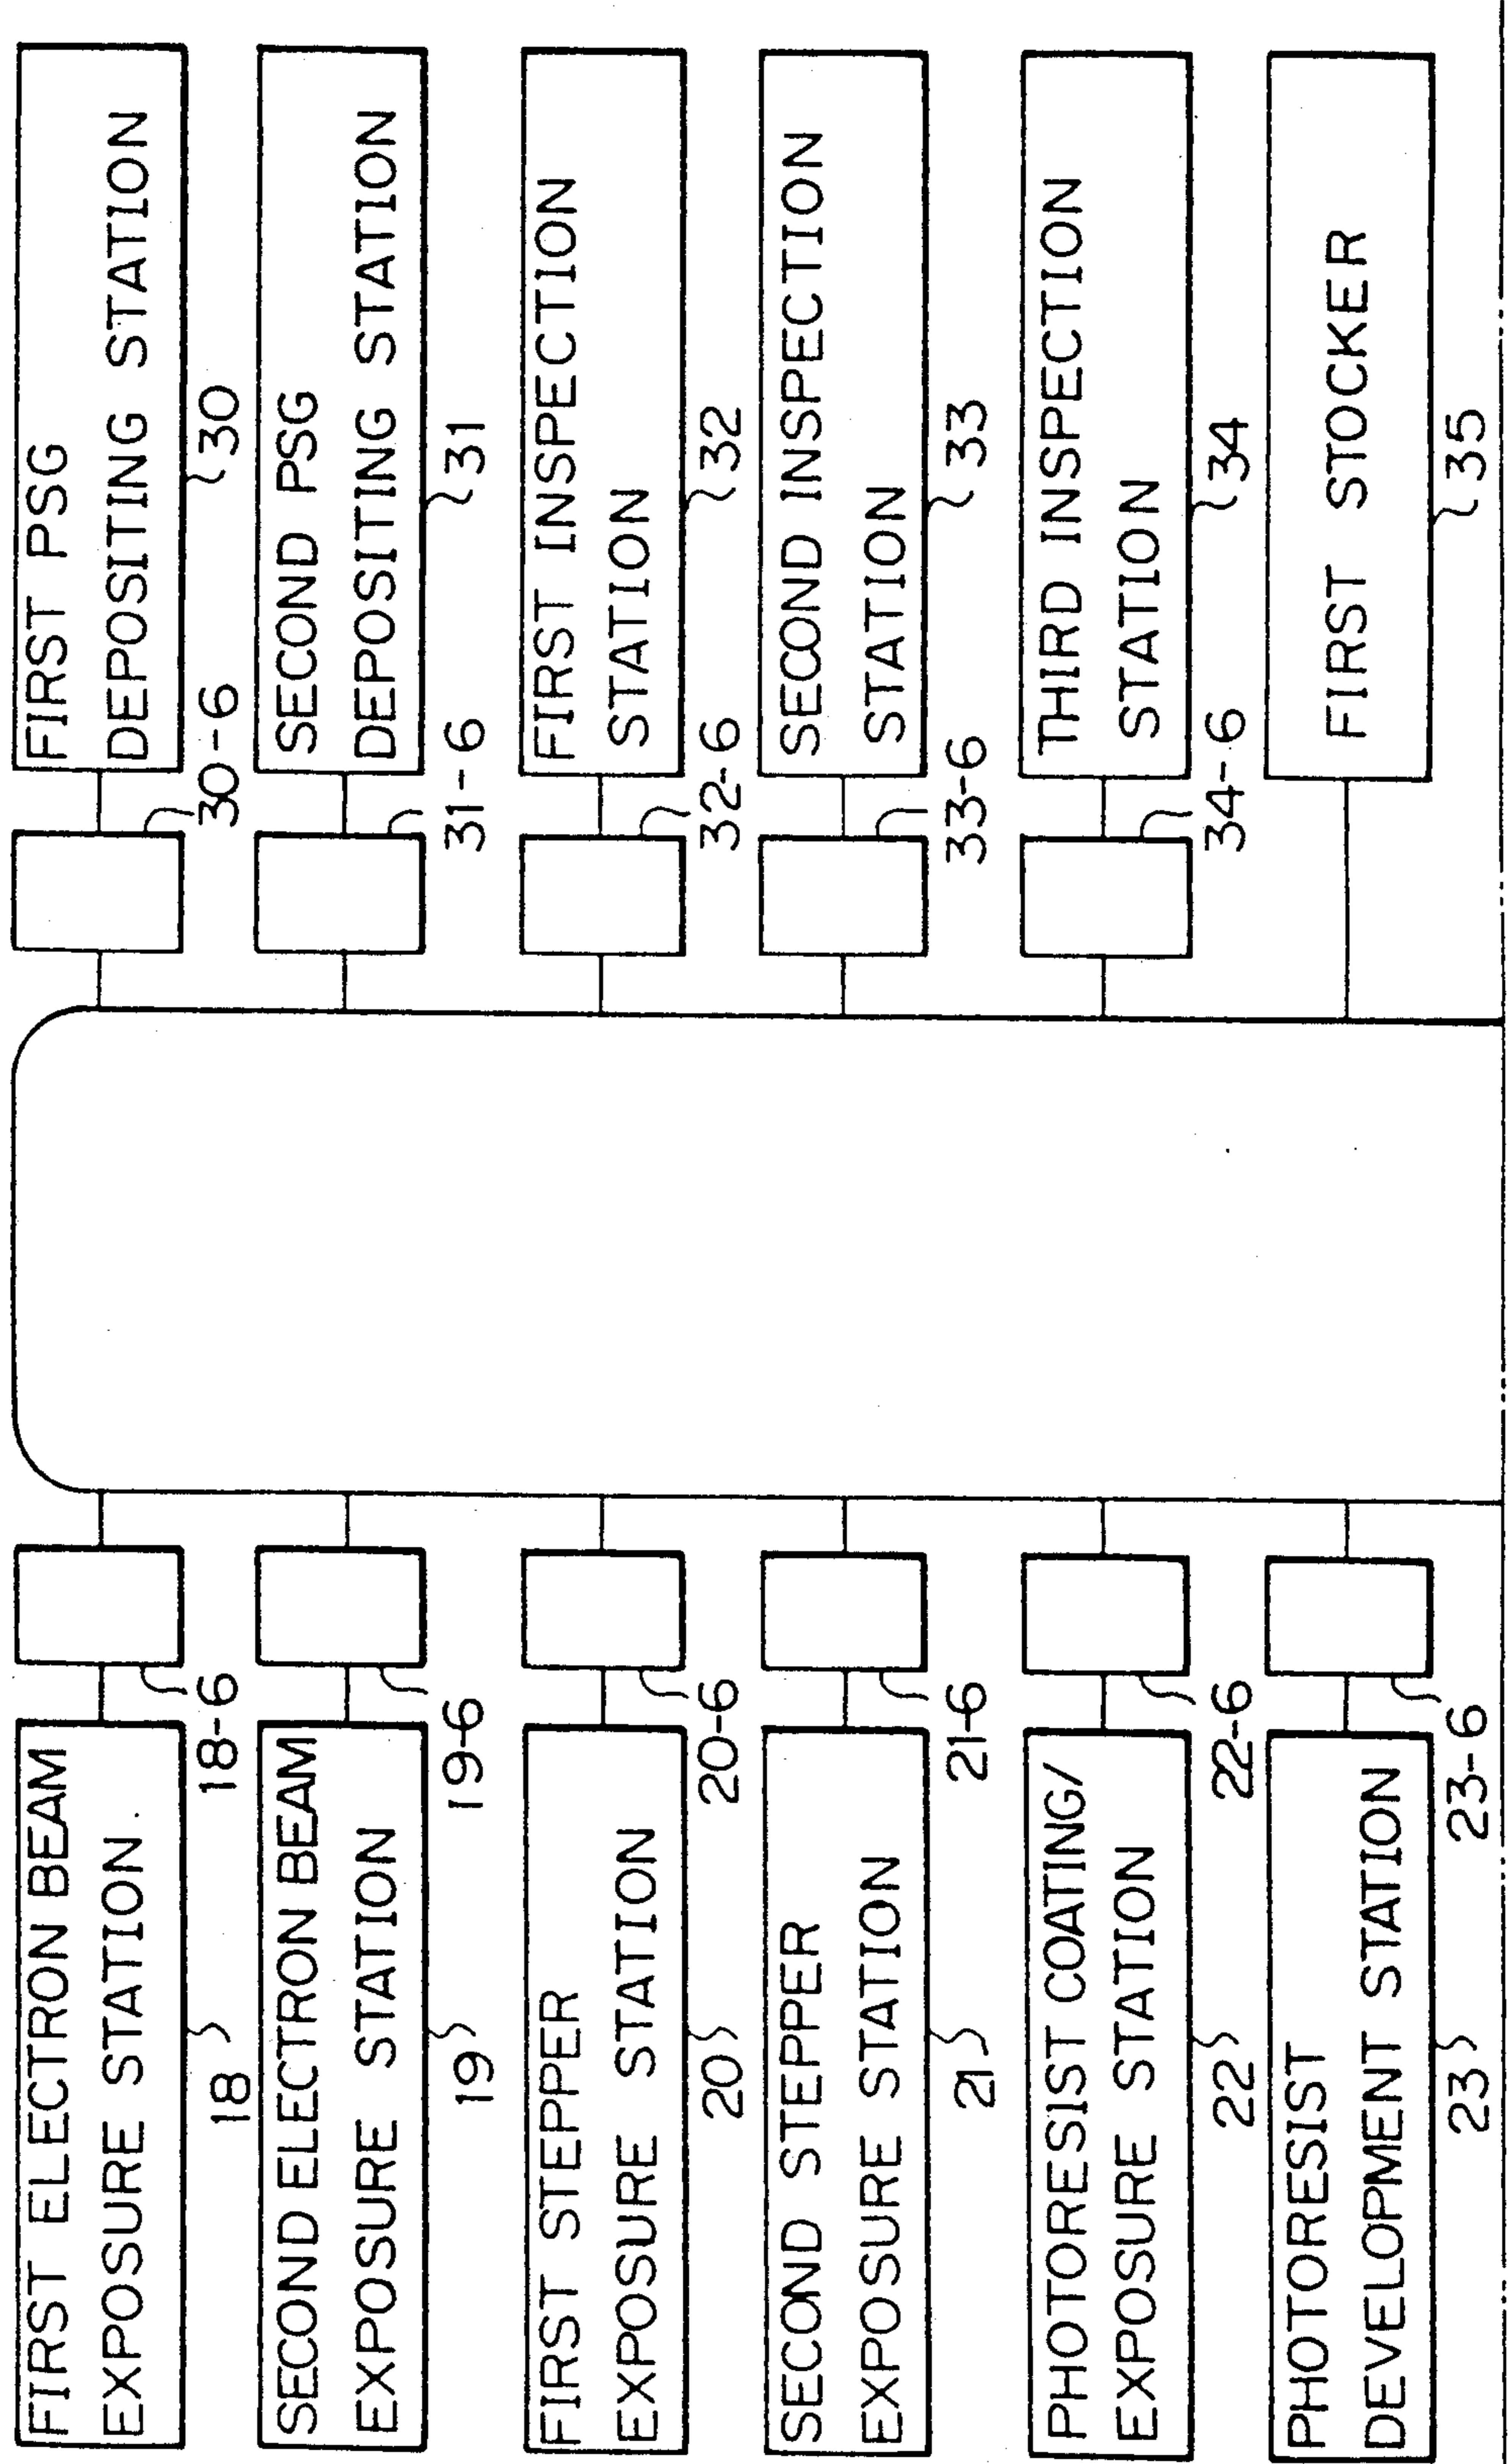 FIRST ELECTRON BEAM
EXPOSURE STATION
18
18-6
SECOND ELECTRON BEAM
EXPOSURE STATION
19
19-6
FIRST STEPPER
EXPOSURE STATION
20
20-6
SECOND STEPPER
EXPOSURE STATION
21
21-6
PHOTORESIST COATING/
EXPOSURE STATION
22
22-6
PHOTORESIST
DEVELOPMENT STATION
23
23-6
FIRST PSG
DEPOSITING STATION
30-6
30
SECOND PSG
DEPOSITING STATION
31-6
31
FIRST INSPECTION
STATION
32-6
32
SECOND INSPECTION
STATION
33-6
33
THIRD INSPECTION
STATION
34-6
34
FIRST STOCKER
35